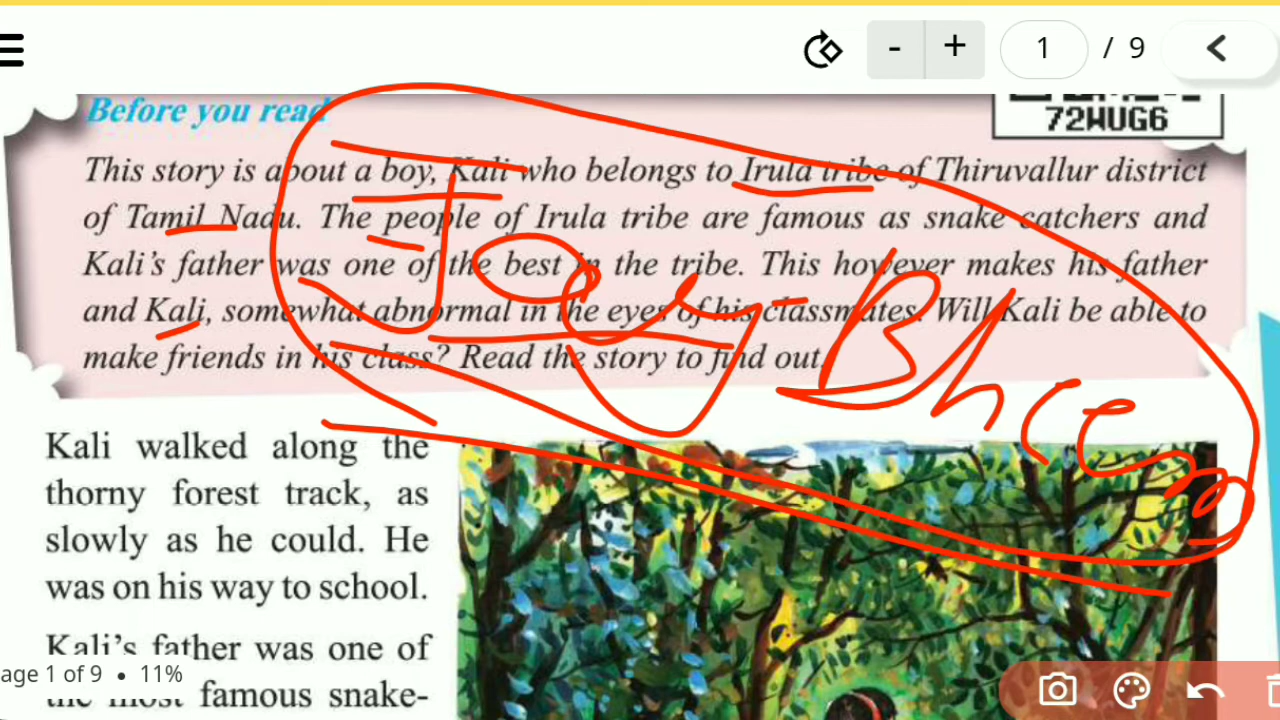 1 / 9
Before you read
72WUG6
This story is about a boy, Kali who belongs to Irula tribe of Thiruvallur district
of Tamil Nadu. The people of Irula tribe are famous as snake catchers and
Kali's father was one of the best in the tribe. This however makes his father
and Kali, somewhat abnormal in the eyes of his classmates. Will Kali be able to
make friends in his class? Read the story to find out.
Kali walked along the
thorny forest track, as
slowly as he could. He
was on his way to school.
Kali's father was one of
the most famous snake-
age 1 of 9 • 11%